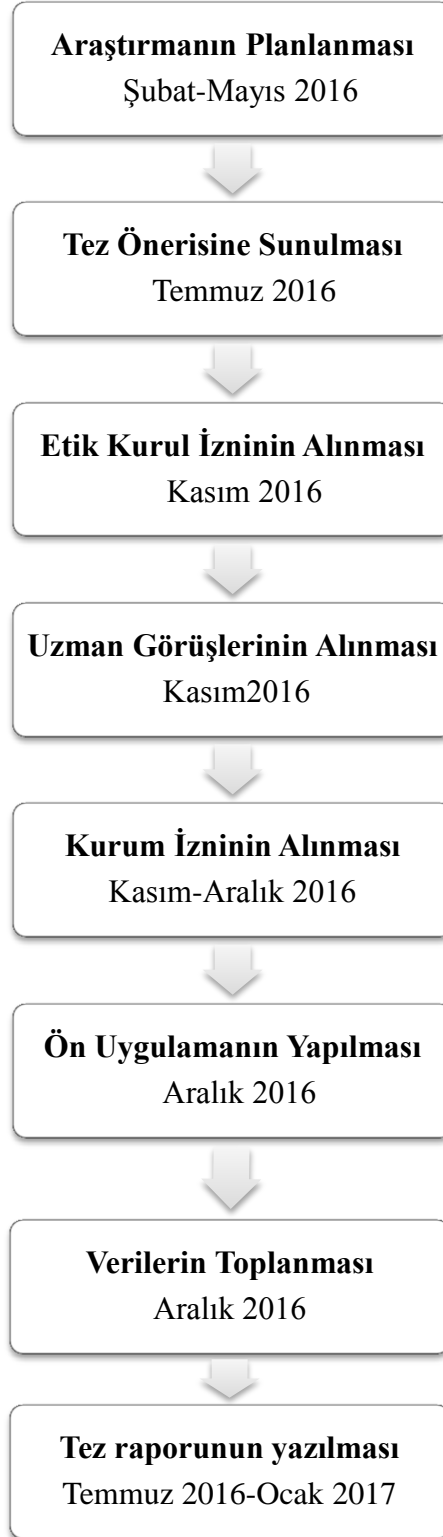 Araştırmanın Planlanması
Şubat-Mayıs 2016
Tez Önerisine Sunulması
Temmuz 2016
Etik Kurul İzninin Alınması
Kasım 2016
Uzman Görüşlerinin Alınması
Kasım2016
Kurum İzninin Alınması
Kasım-Aralık 2016
Ön Uygulamanın Yapılması
Aralık 2016
Verilerin Toplanması
Aralık 2016
Tez raporunun yazılması
Temmuz 2016-Ocak 2017